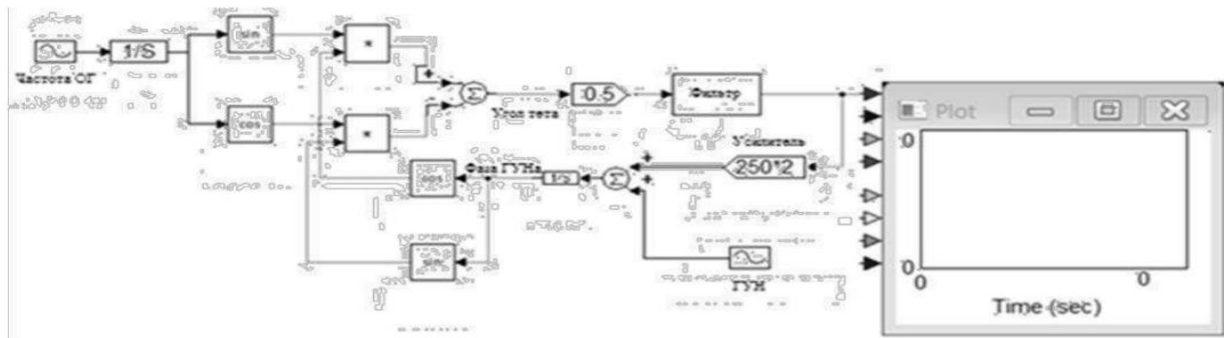 sin
*
1/S
Частота ОГ
+
Σ
0.5
Фильтр
Угол тета
cos
*
Усилитель
+
250*2
Фаза ГУНа
cos
1/S
Σ
+
sin
ГУН
Plot
0
0
0
0
Time (sec)